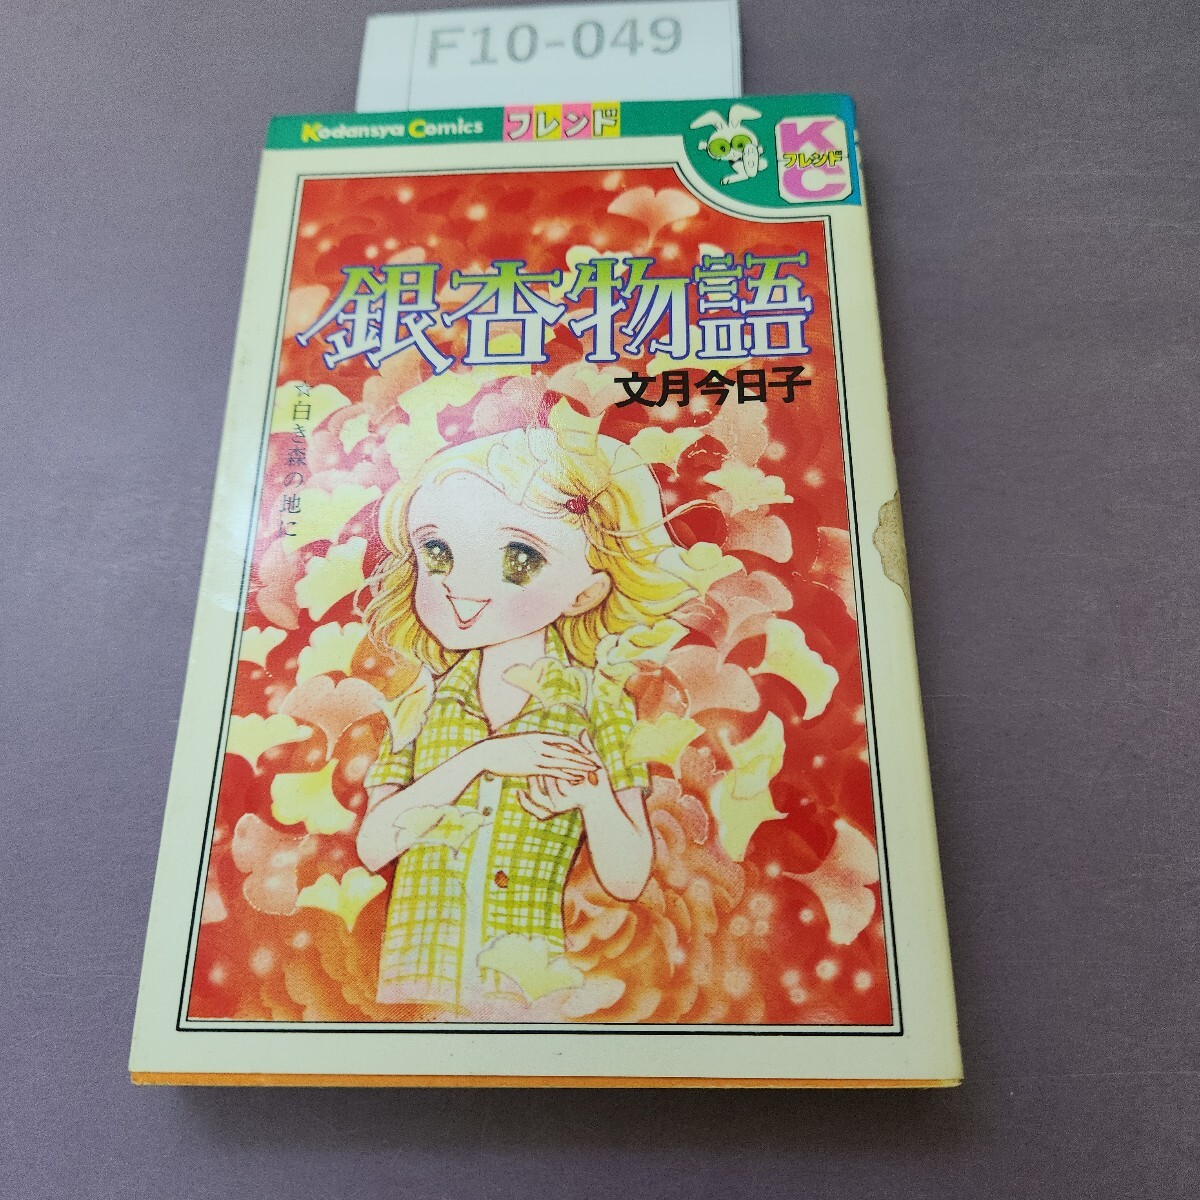 F10-049
Kodansya Comics フレンド
KC
フレンド
銀杏物語
文月今日子
☆白き森の地に